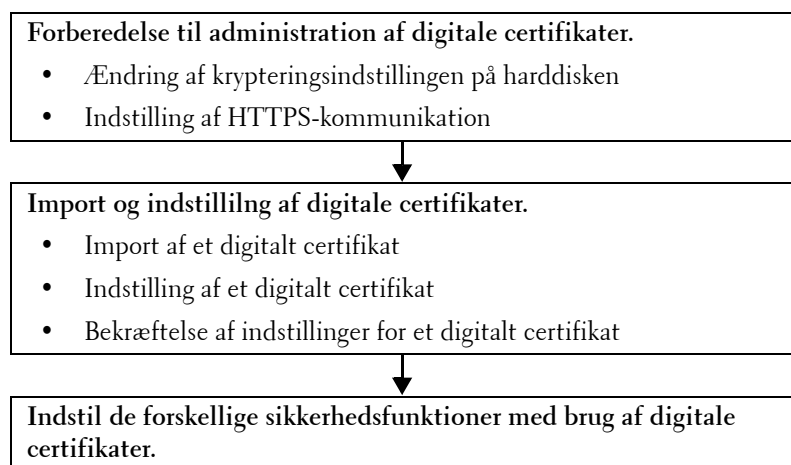 Forberedelse til administration af digitale certifikater.
• Ændring af krypteringsindstillingen på harddisken
• Indstilling af HTTPS-kommunikation
Import og indstillilng af digitale certifikater.
• Import af et digitalt certifikat
• Indstilling af et digitalt certifikat
• Bekræftelse af indstillinger for et digitalt certifikat
Indstil de forskellige sikkerhedsfunktioner med brug af digitale
certifikater.